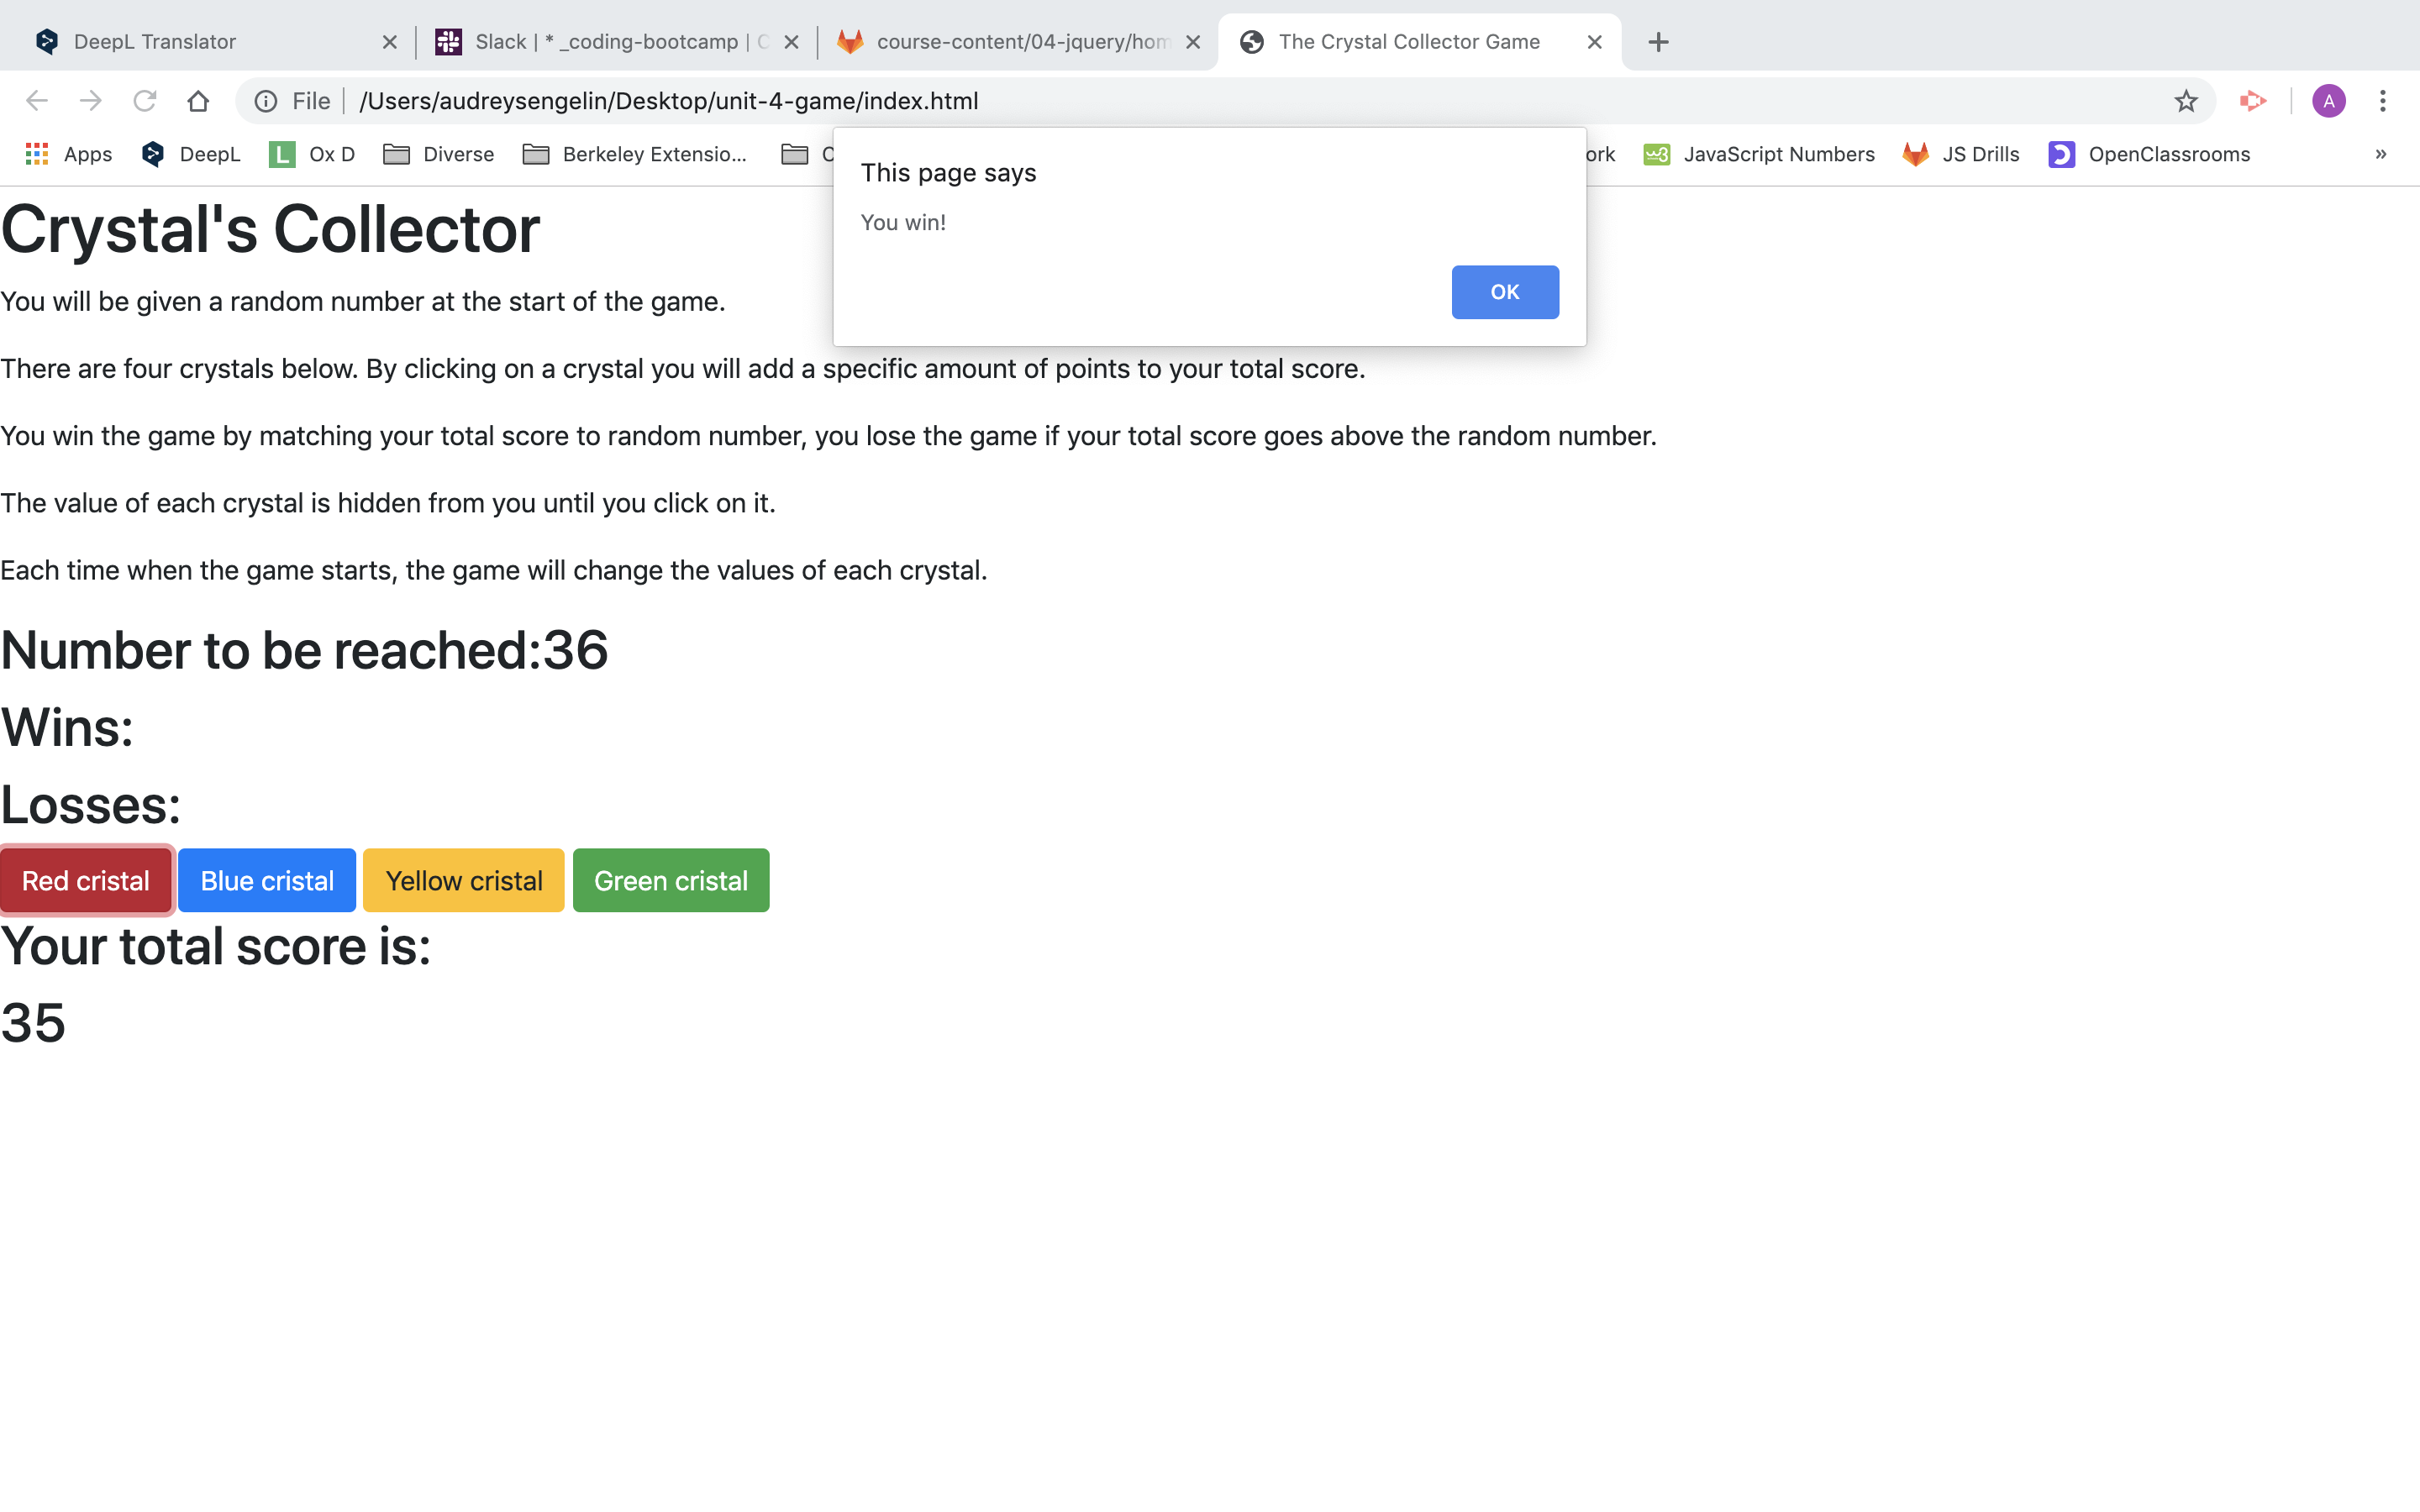 DeepL Translator
Slack | * _coding-bootcamp | C
course-content/04-jquery/hom
The Crystal Collector Game
File | /Users/audreysengelin/Desktop/unit-4-game/index.html
A
Apps
DeepL
L Ox D
Diverse
Berkeley Extensio...
C
ork
w3 JavaScript Numbers
JS Drills
OpenClassrooms
»
This page says
You win!
OK
Crystal's Collector
You will be given a random number at the start of the game.
There are four crystals below. By clicking on a crystal you will add a specific amount of points to your total score.
You win the game by matching your total score to random number, you lose the game if your total score goes above the random number.
The value of each crystal is hidden from you until you click on it.
Each time when the game starts, the game will change the values of each crystal.
Number to be reached:36
Wins:
Losses:
Red cristal
Blue cristal
Yellow cristal
Green cristal
Your total score is:
35